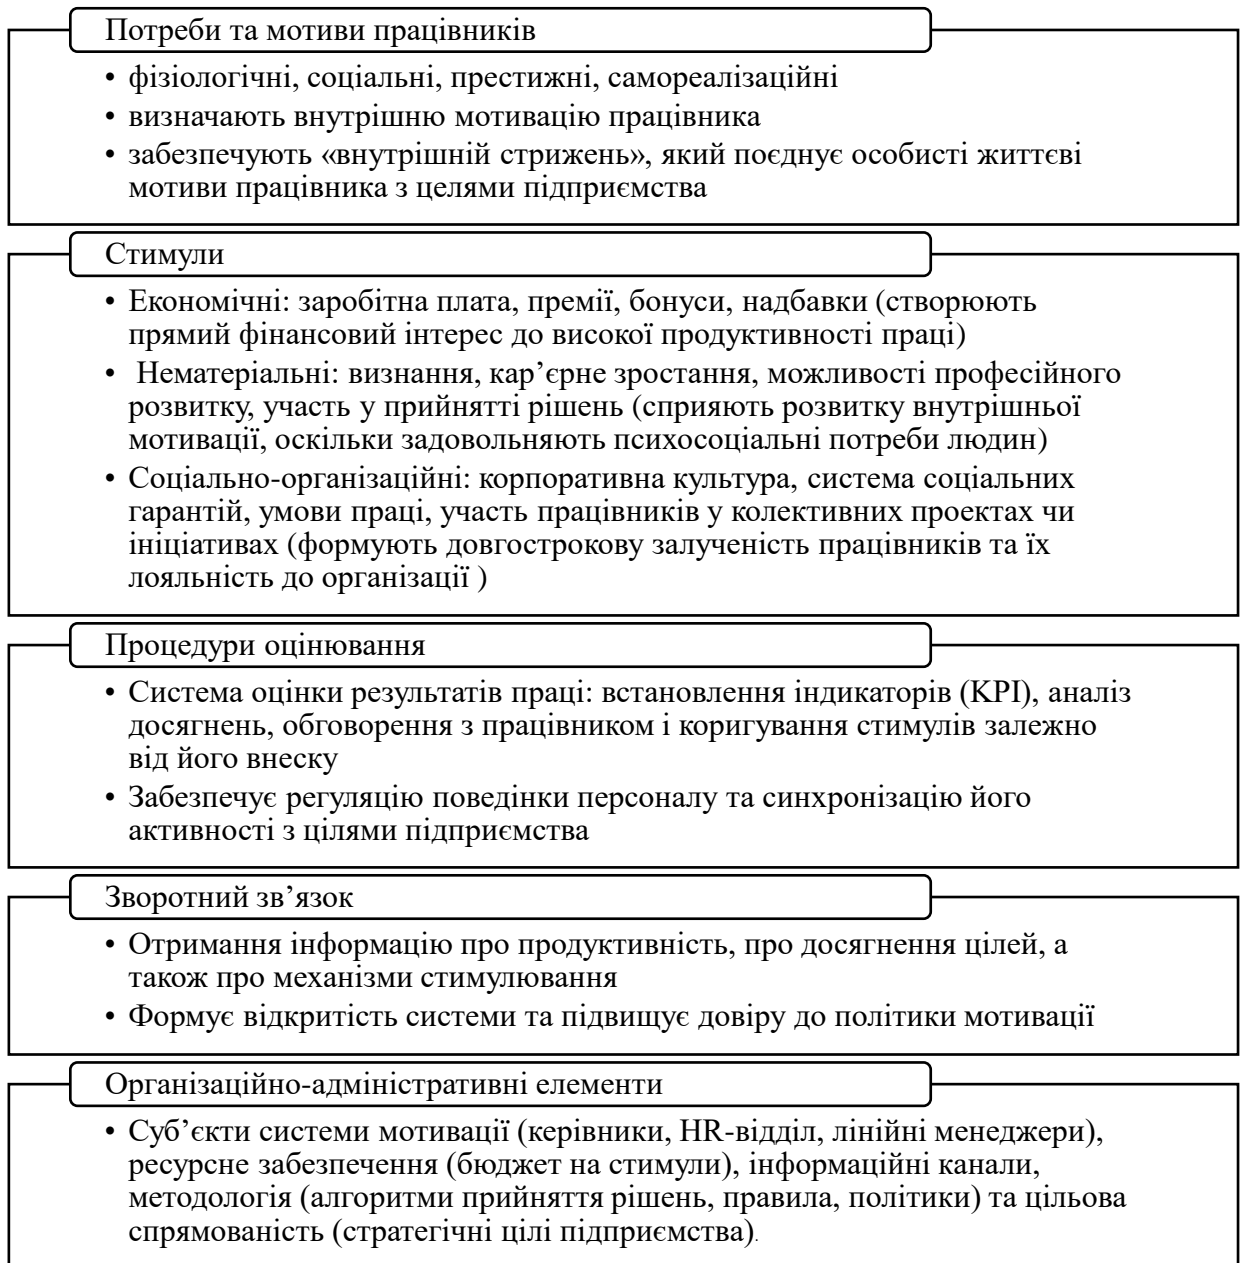 Потреби та мотиви працівників
• фізіологічні, соціальні, престижні, самореалізаційні
• визначають внутрішню мотивацію працівника
• забезпечують «внутрішній стрижень», який поєднує особисті життєві
мотиви працівника з целями підприємства
Стимули
• Економічні: заробітна плата, премії, бонуси, надбавки (створюють
прямий фінансовий інтерес до високої продуктивності праці)
• Нематеріальні: визнання, кар’єрне зростання, можливості професійного
розвитку, участь у прийнятті рішень (сприяють розвитку внутрішньої
мотивації, оскільки задовольняють психосоціальні потреби людин)
• Соціально-організаційні: корпоративна культура, система соціальних
гарантій, умови праці, участь працівників у колективних проектах чи
ініціативах (формують довгострокову залученість працівників та їх
лояльність до організації )
Процедури оцінювання
• Система оцінки результатів праці: встановлення індикаторів (KPI), аналіз
досягнень, обговорення з працівником і коригування стимулів залежно
від його внеску
• Забезпечує регуляцію поведінки персоналу та синхронізацію його
активності з цілями підприємства
Зворотний зв’язок
• Отримання інформацію про продуктивність, про досягнення цілей, а
також про механізми стимулювання
• Формує відкритість системи та підвищує довіру до політики мотивації
Організаційно-адміністративні елементи
• Суб’єкти системи мотивації (керівники, HR-відділ, лінійні менеджери),
ресурсне забезпечення (бюджет на стимули), інформаційні канали,
методологія (алгоритми прийняття рішень, правила, політики) та цільова
спрямованість (стратегічні цілі підприємства).